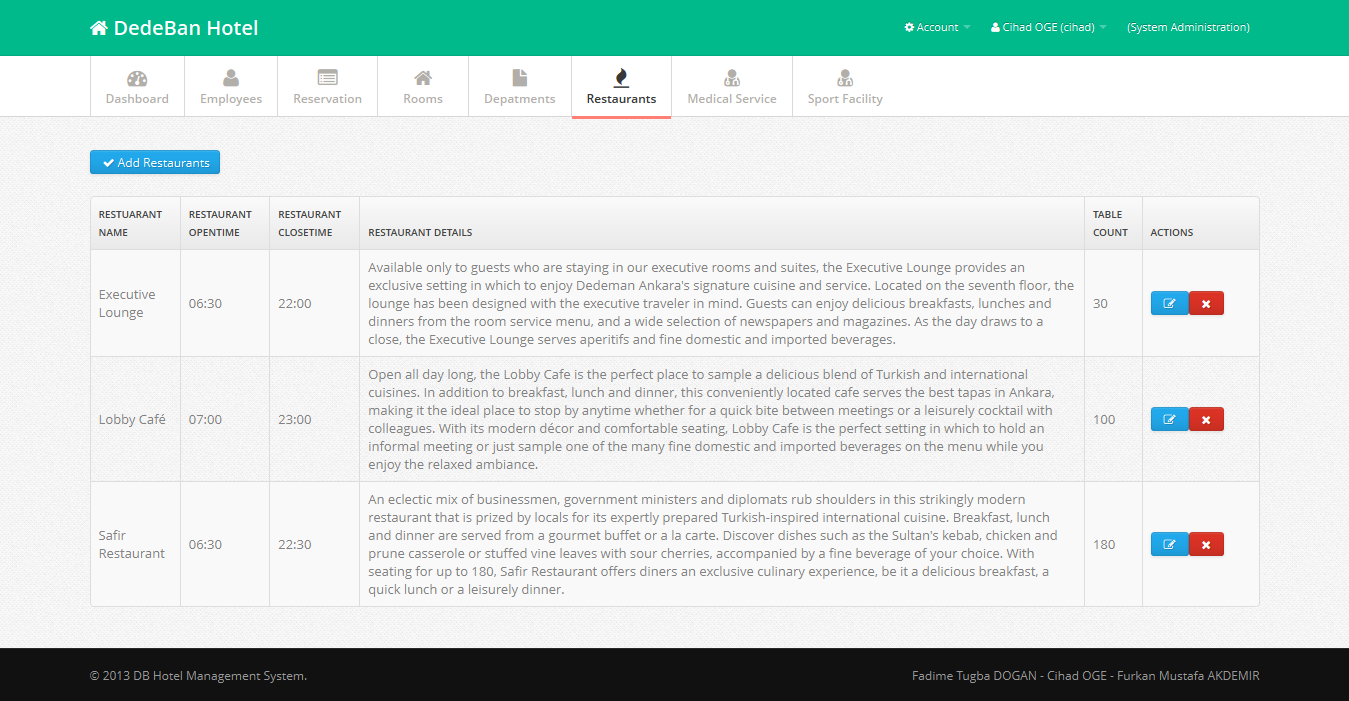 DedeBan Hotel
Account
Cihad OGE (cihad)
(System Administration)
Dashboard
Employees
Reservation
Rooms
Depatments
Restaurants
Medical Service
Sport Facility
Add Restaurants
RESTUARANT NAME
RESTAURANT OPENTIME
RESTAURANT CLOSETIME
RESTAURANT DETAILS
TABLE COUNT
ACTIONS
Executive Lounge
06:30
22:00
Available only to guests who are staying in our executive rooms and suites, the Executive Lounge provides an
exclusive setting in which to enjoy Dedeman Ankara's signature cuisine and service. Located on the seventh floor, the
lounge has been designed with the executive traveler in mind. Guests can enjoy delicious breakfasts, lunches and
dinners from the room service menu, and a wide selection of newspapers and magazines. As the day draws to a
close, the Executive Lounge serves aperitifs and fine domestic and imported beverages.
30
Lobby Café
07:00
23:00
Open all day long, the Lobby Cafe is the perfect place to sample a delicious blend of Turkish and international
cuisines. In addition to breakfast, lunch and dinner, this conveniently located cafe serves the best tapas in Ankara,
making it the ideal place to stop by anytime whether for a quick bite between meetings or a leisurely cocktail with
colleagues. With its modern décor and comfortable seating, Lobby Cafe is the perfect setting in which to hold an
informal meeting or just sample one of the many fine domestic and imported beverages on the menu while you
enjoy the relaxed ambiance.
100
Safir Restaurant
06:30
22:30
An eclectic mix of businessmen, government ministers and diplomats rub shoulders in this strikingly modern
restaurant that is prized by locals for its expertly prepared Turkish-inspired international cuisine. Breakfast, lunch
and dinner are served from a gourmet buffet or a la carte. Discover dishes such as the Sultan's kebab, chicken and
prune casserole or stuffed vine leaves with sour cherries, accompanied by a fine beverage of your choice. With
seating for up to 180, Safir Restaurant offers diners an exclusive culinary experience, be it a delicious breakfast, a
quick lunch or a leisurely dinner.
180
© 2013 DB Hotel Management System.
Fadime Tugba DOGAN - Cihad OGE - Furkan Mustafa AKDEMIR